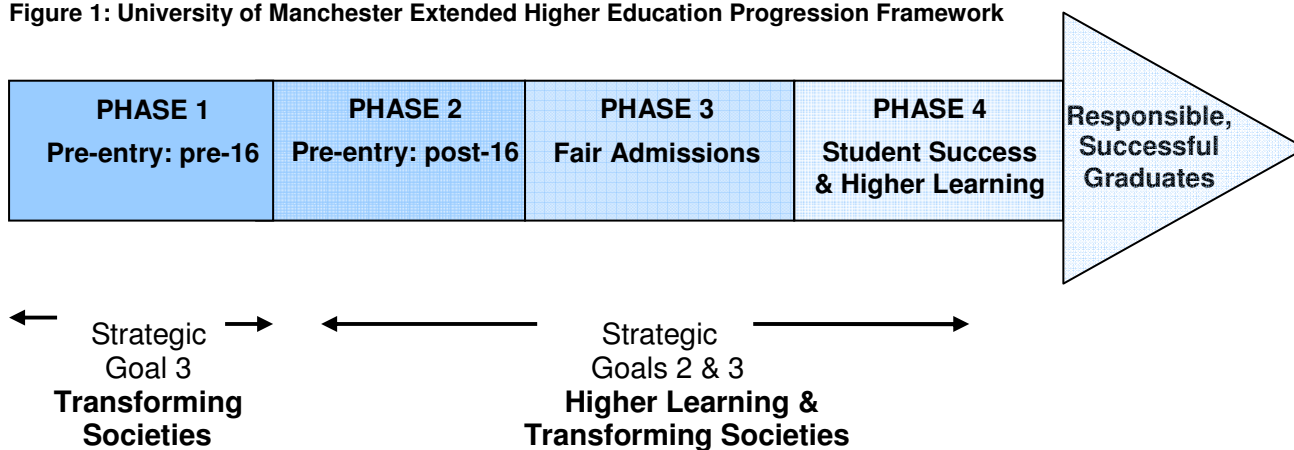 Figure 1: University of Manchester Extended Higher Education Progression Framework
PHASE 1
Pre-entry: pre-16
PHASE 2
Pre-entry: post-16
PHASE 3
Fair Admissions
PHASE 4
Student Success
& Higher Learning
Responsible,
Successful
Graduates
Strategic
Goal 3
Transforming
Societies
Strategic
Goals 2 & 3
Higher Learning &
Transforming Societies